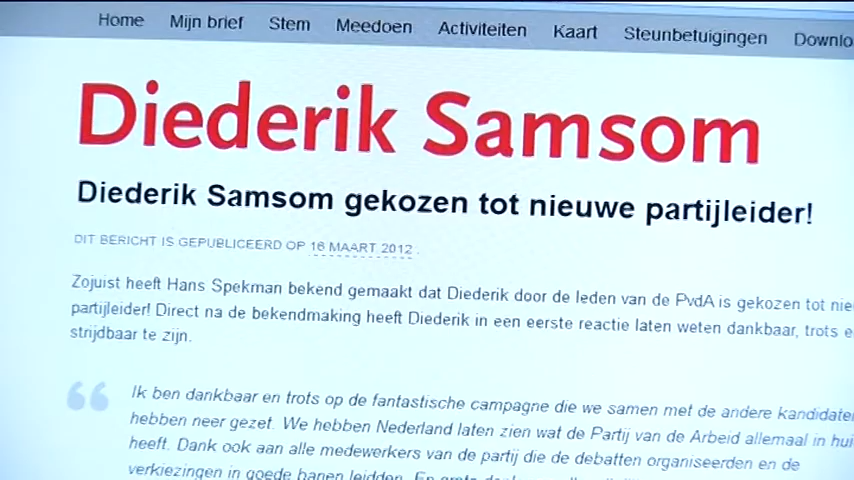 Home Mijn brief Stem Meedoen Activiteiten Kaart Steunbetuigingen Downlo
Diederik Samsom
Diederik Samsom gekozen tot nieuwe partijleider!
DIT BERICHT IS GEPUBLICEERD OP 16 MAART 2012 .
Zojuist heeft Hans Spekman bekend gemaakt dat Diederik door de leden van de PvdA is gekozen tot nie
partijleider! Direct na de bekendmaking heeft Diederik in een eerste reactie laten weten dankbaar, trots e
strijdbaar te zijn.
“ Ik ben dankbaar en trots op de fantastische campagne die we samen met de andere kandidate
hebben neer gezet. We hebben Nederland laten zien wat de Partij van de Arbeid allemaal in hui
heeft. Dank ook aan alle medewerkers van de partij die de debatten organiseerden en de
verkiezingen in goede banen leidden.